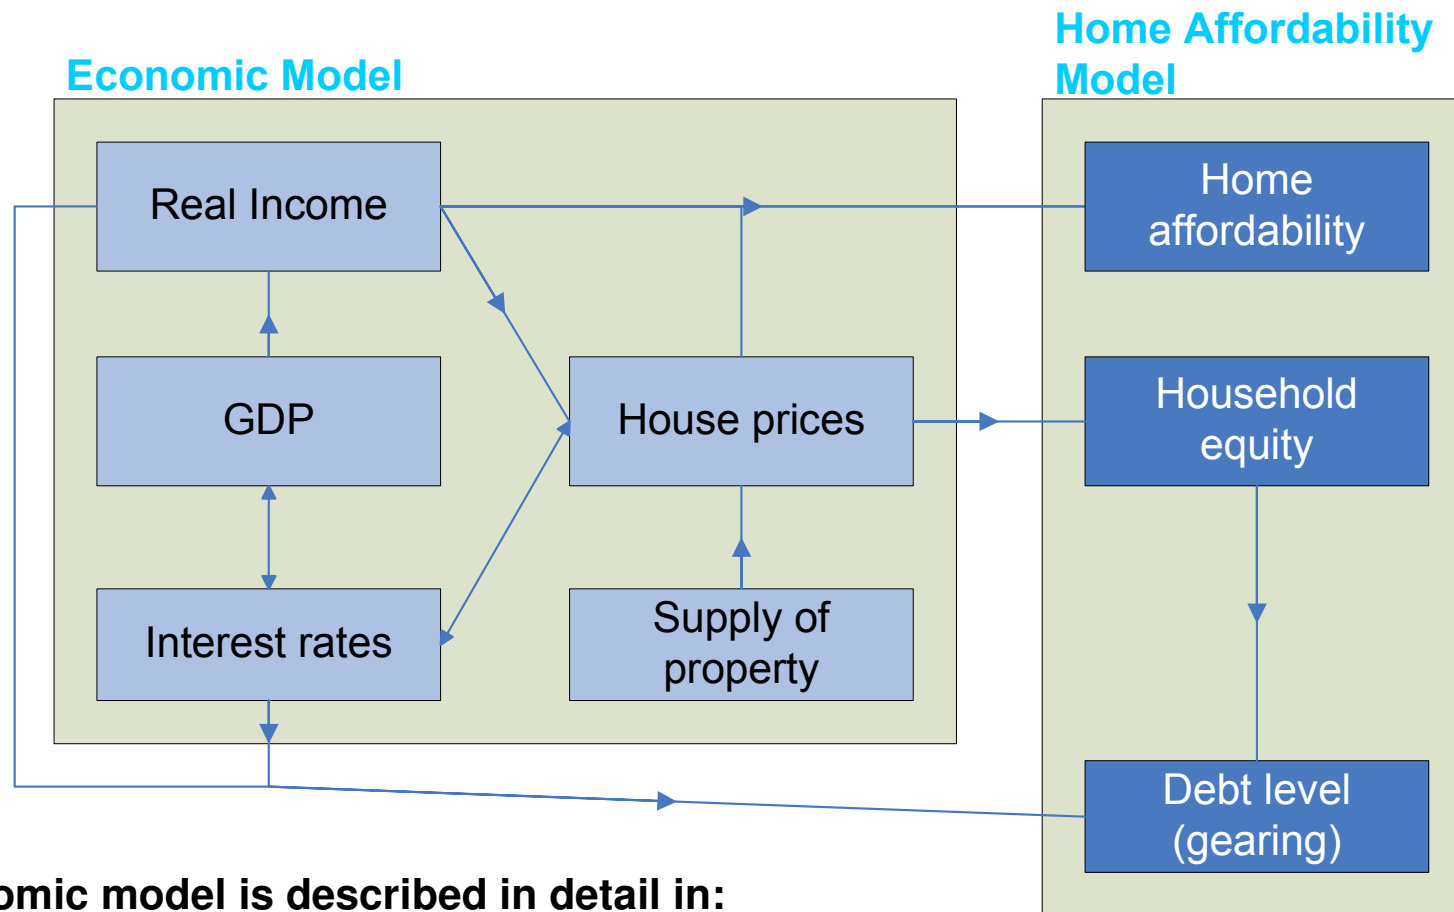 Economic Model
Home Affordability
Model
Real Income
Home
affordability
GDP
House prices
Household
equity
Interest rates
Supply of
property
Debt level
(gearing)
omic model is described in detail in: